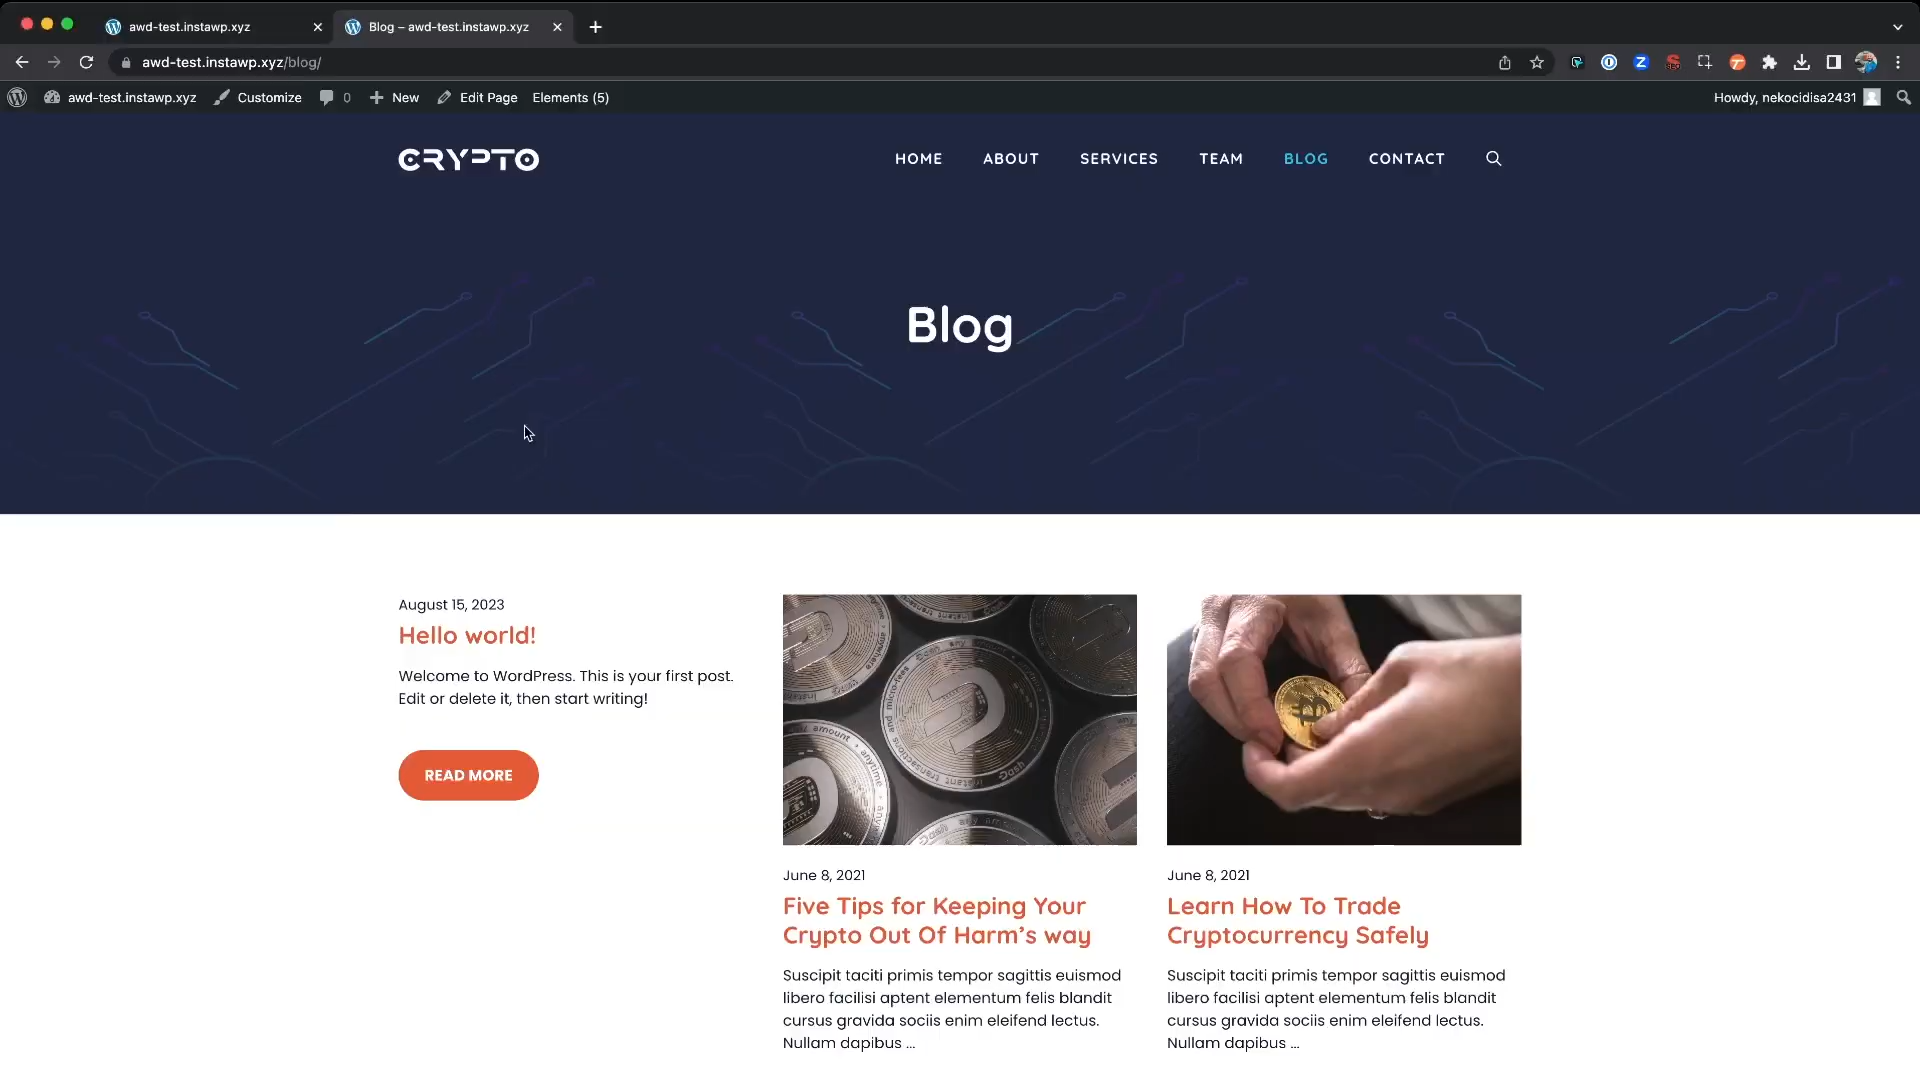 awd-test.instawp.xyz
Blog – awd-test.instawp.xyz
awd-test.instawp.xyz/blog/
awd-test.instawp.xyz
Customize
0
New
Edit Page
Elements (5)
Howdy, nekocidisa2431
CRYPTO
HOME
ABOUT
SERVICES
TEAM
BLOG
CONTACT
Blog
August 15, 2023
Hello world!
Welcome to WordPress. This is your first post.
Edit or delete it, then start writing!
READ MORE
June 8, 2021
Five Tips for Keeping Your
Crypto Out Of Harm’s way
Suscipit taciti primis tempor sagittis euismod
libero facilisi aptent elementum felis blandit
cursus gravida sociis enim eleifend lectus.
Nullam dapibus ...
June 8, 2021
Learn How To Trade
Cryptocurrency Safely
Suscipit taciti primis tempor sagittis euismod
libero facilisi aptent elementum felis blandit
cursus gravida sociis enim eleifend lectus.
Nullam dapibus ...